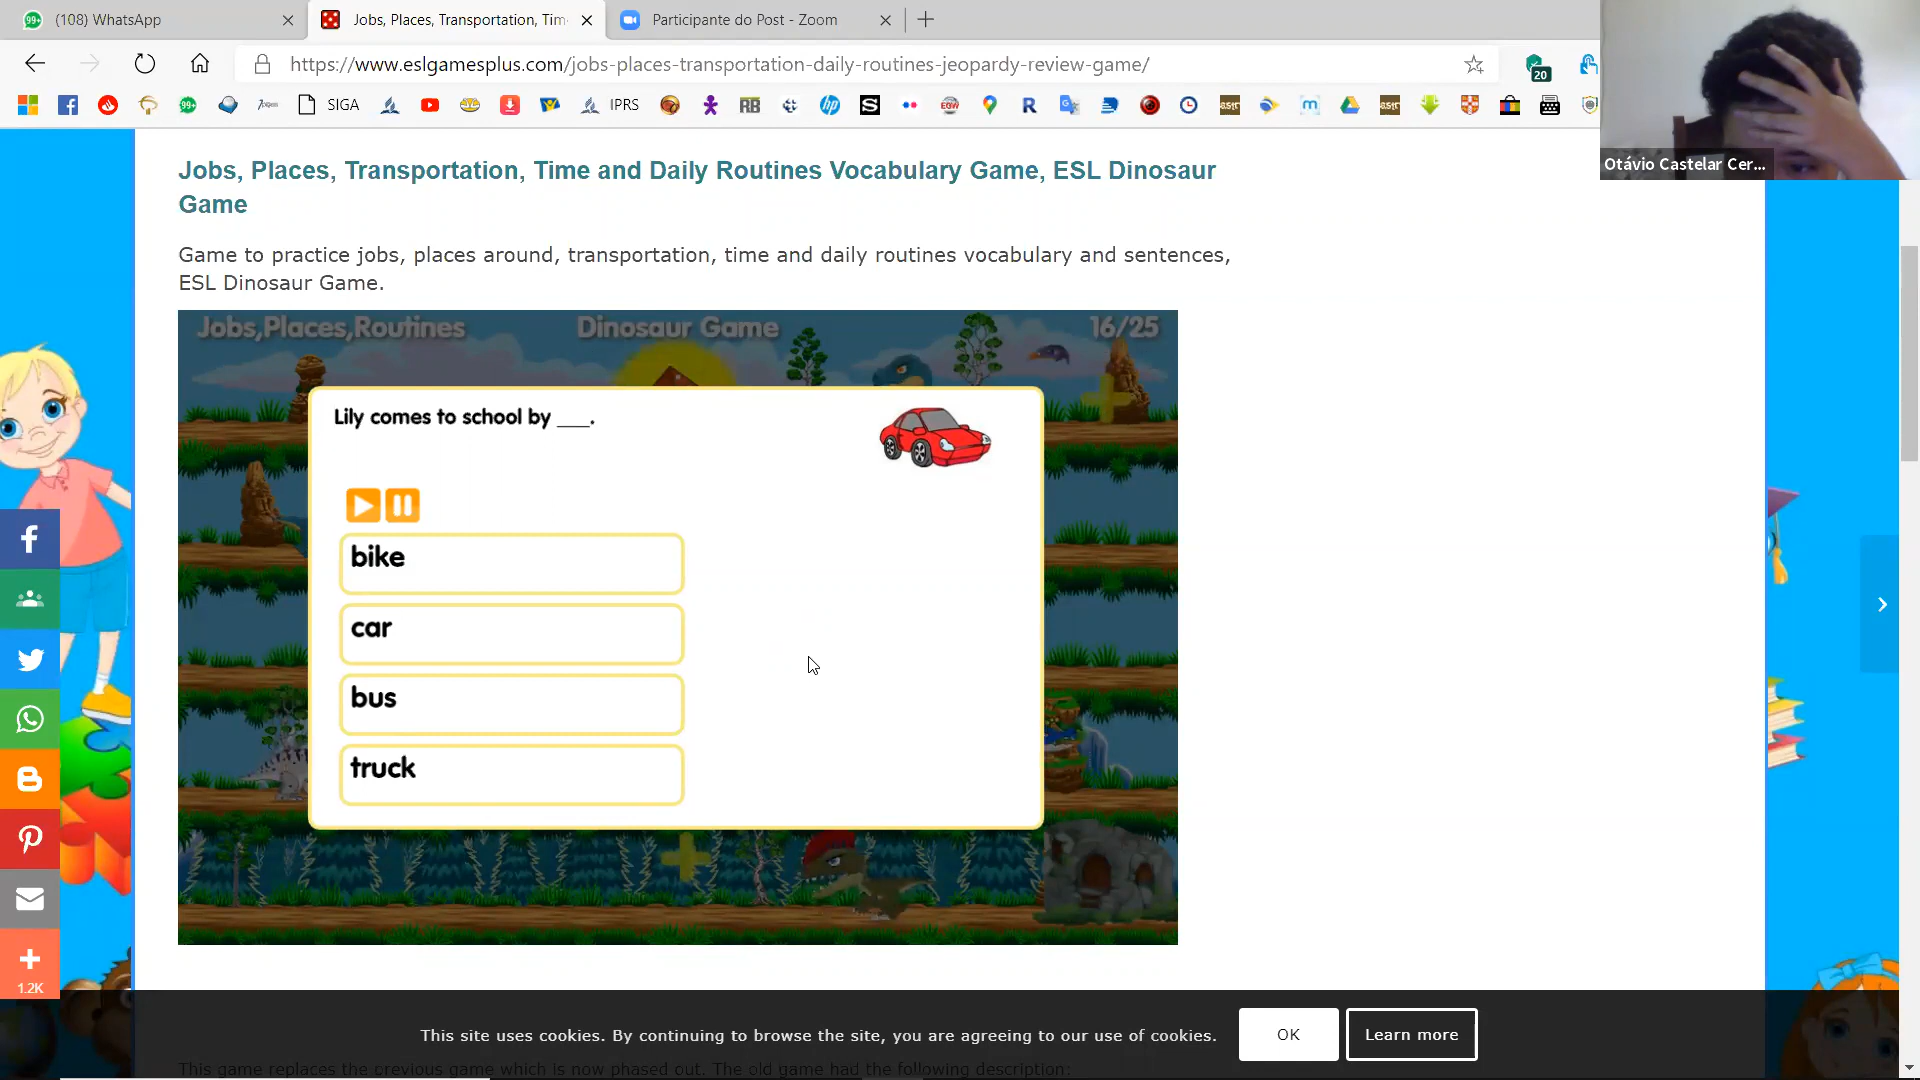 (108) WhatsApp
Jobs, Places, Transportation, Tim
Participante do Post - Zoom
https://www.eslgamesplus.com/jobs-places-transportation-daily-routines-jeopardy-review-game/
20
99+
SIGA
IPRS
RB
hp
S
EGW
R
m
Otávio Castelar Cer...
Jobs, Places, Transportation, Time and Daily Routines Vocabulary Game, ESL Dinosaur
Game
Game to practice jobs, places around, transportation, time and daily routines vocabulary and sentences,
ESL Dinosaur Game.
Jobs,Places,Routines
Dinosaur Game
16/25
Lily comes to school by ___.
bike
car
bus
truck
1.2K
This site uses cookies. By continuing to browse the site, you are agreeing to our use of cookies.
OK
Learn more
This game replaces the previous game which is now phased out. The old game had the following description: